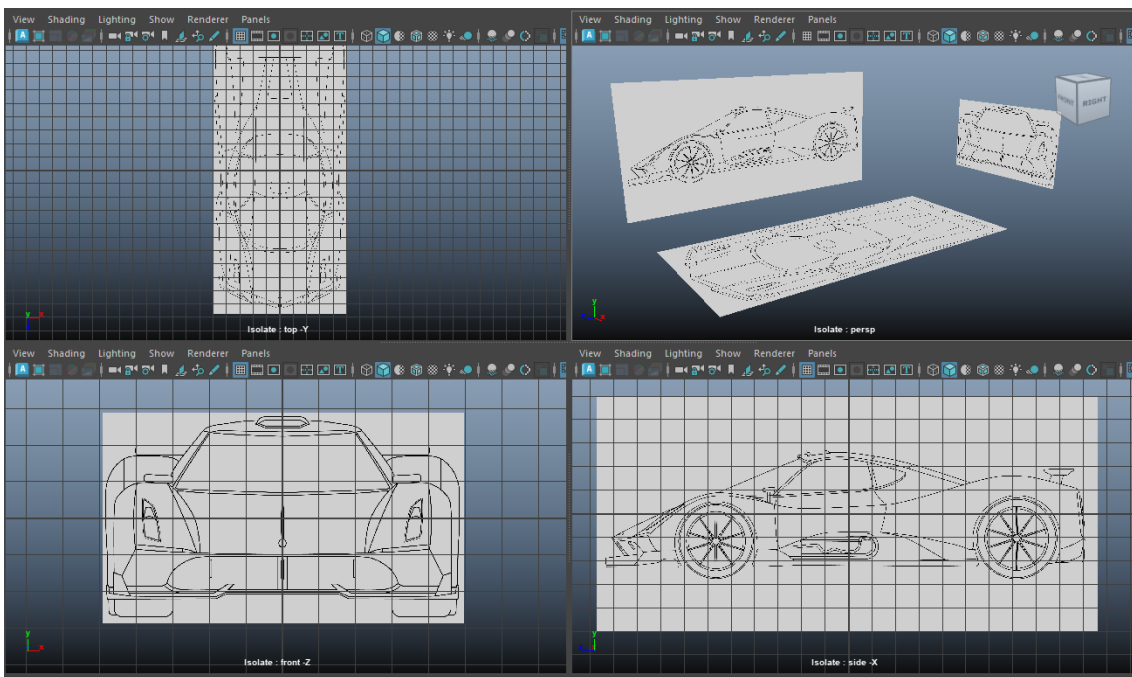 View Shading Lighting Show Renderer Panels
View Shading Lighting Show Renderer Panels
A
A
T
T
FRONT RIGHT
y x
Isolate : top -Y
y
x
Isolate : persp
View Shading Lighting Show Renderer Panels
View Shading Lighting Show Renderer Panels
A
A
T
T
y
x
Isolate : front -Z
y
Isolate : side -X